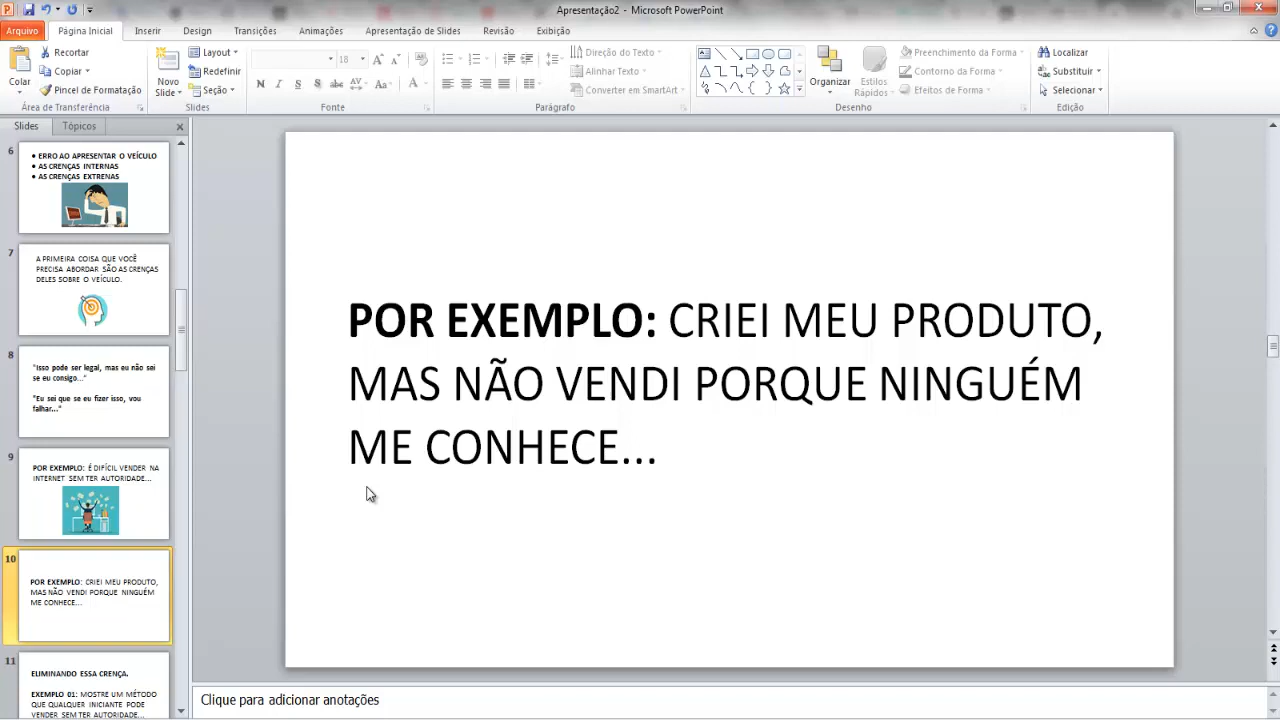 Apresentação2 - Microsoft PowerPoint
Arquivo
Página Inicial
Inserir
Design
Transições
Animações
Apresentação de Slides
Revisão
Exibição
Colar
Recortar
Copiar
Pincel de Formatação
Área de Transferência
Novo
Slide
Layout
Redefinir
Seção
Slides
18
N
I
S
S
abc
AV
Aa
A
Fonte
Parágrafo
Direção do Texto
Alinhar Texto
Converter em SmartArt
Organizar
Estilos
Rápidos
Preenchimento da Forma
Contorno da Forma
Efeitos de Forma
Desenho
Localizar
Substituir
Selecionar
Edição
Slides
Tópicos
6
• ERRO AO APRESENTAR O VEÍCULO
• AS CRENÇAS INTERNAS
• AS CRENÇAS EXTRENAS
7
A PRIMEIRA COISA QUE VOCÊ
PRECISA ABORDAR SÃO AS CRENÇAS
DELES SOBRE O VEÍCULO.
8
"Isso pode ser legal, mas eu não sei
se eu consigo..."
"Eu sei que se eu fizer isso, vou
falhar..."
9
POR EXEMPLO: É DIFÍCIL VENDER NA
INTERNET SEM TER AUTORIDADE...
10
POR EXEMPLO: CRIEI MEU PRODUTO,
MAS NÃO VENDI PORQUE NINGUÉM
ME CONHECE...
11
ELIMINANDO ESSA CRENÇA.
EXEMPLO 01: MOSTRE UM MÉTODO
QUE QUALQUER INICIANTE PODE
VENDER SEM TER AUTORIDADE...
POR EXEMPLO: CRIEI MEU PRODUTO,
MAS NÃO VENDI PORQUE NINGUÉM
ME CONHECE...
Clique para adicionar anotações